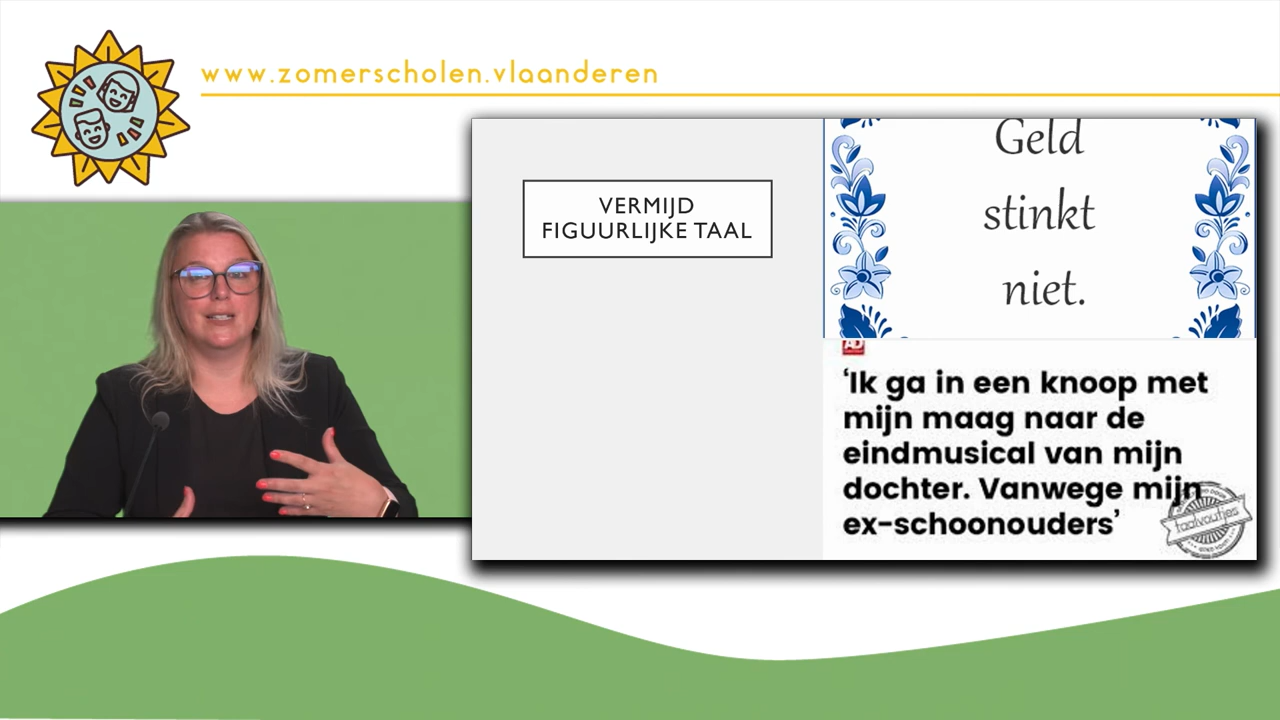 www.zomerscholen.vlaanderen
VERMIJD
FIGUURLIJKE TAAL
Geld
stinkt
niet.
AD
‘Ik ga in een knoop met
mijn maag naar de
eindmusical van mijn
dochter. Vanwege mijn
ex-schoonouders’
taalvoutjes